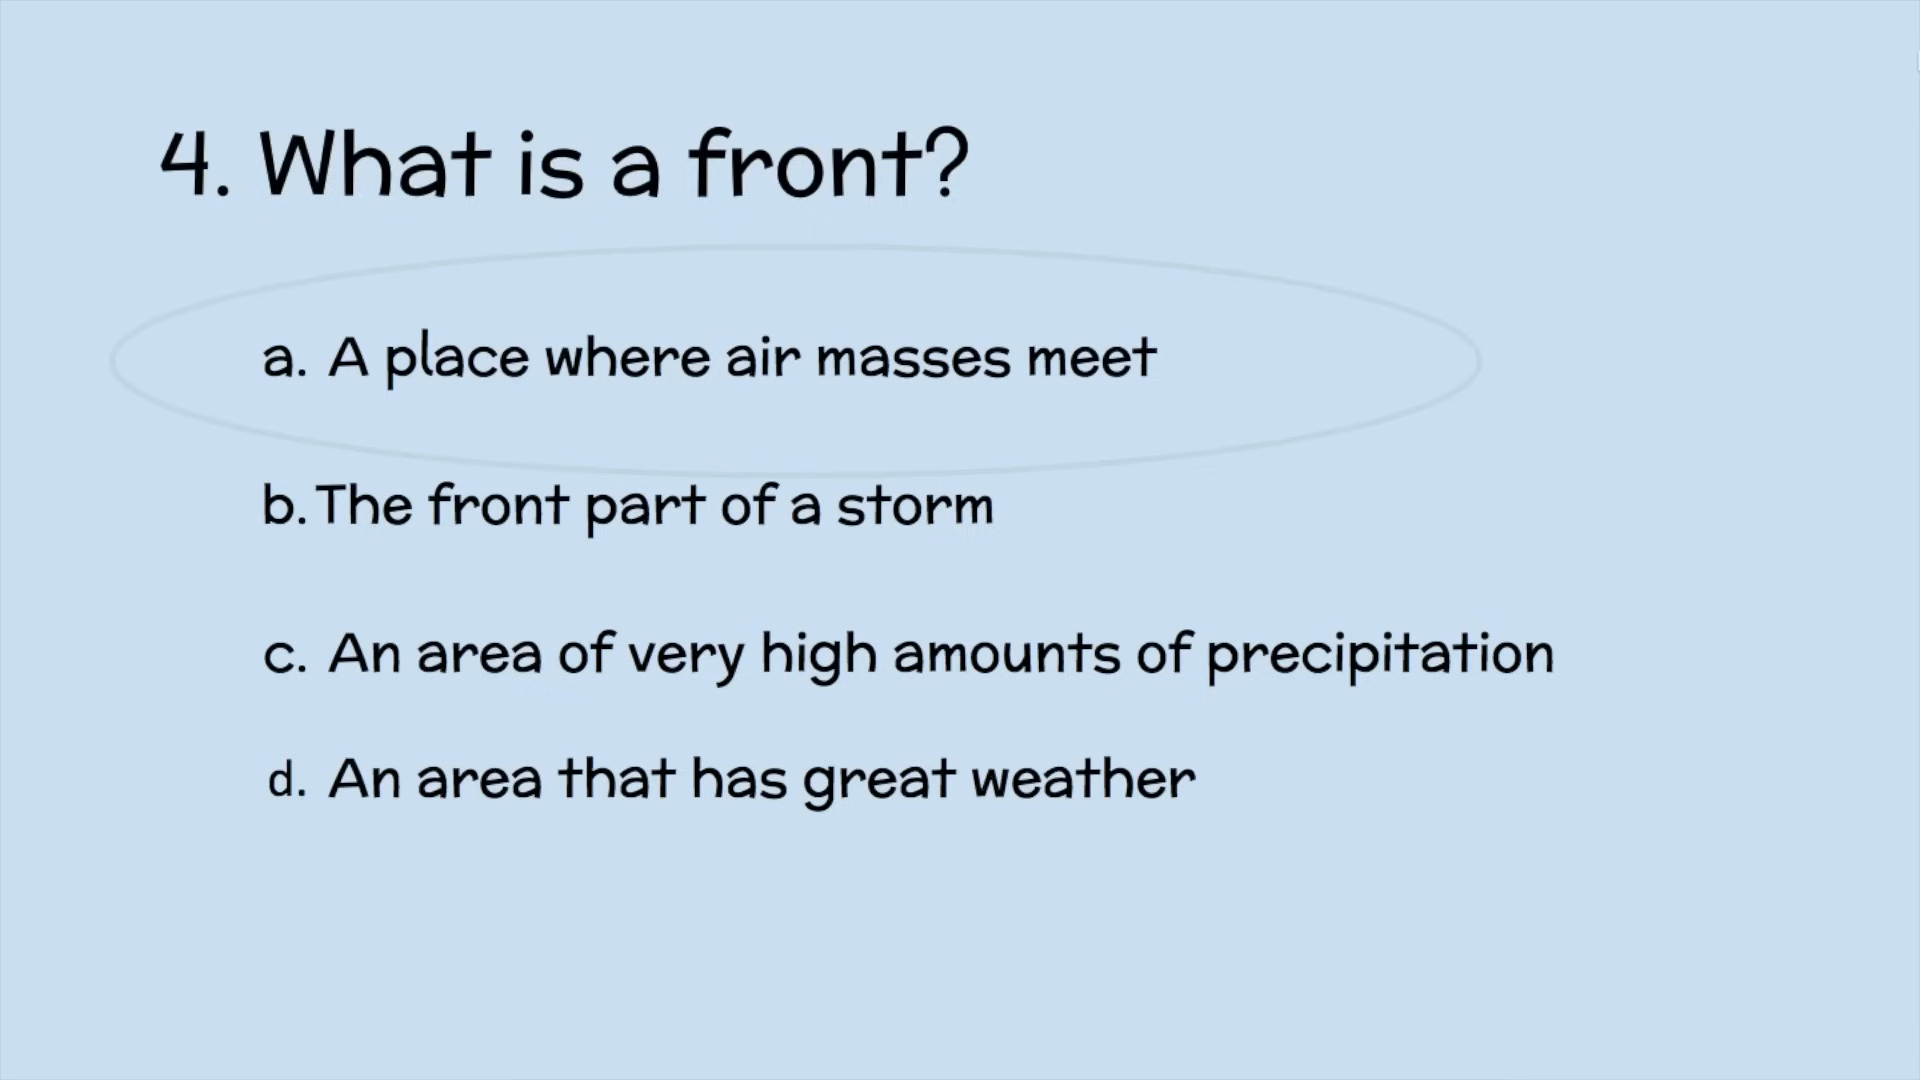 4. What is a front?
a. A place where air masses meet
b. The front part of a storm
c. An area of very high amounts of precipitation
d. An area that has great weather